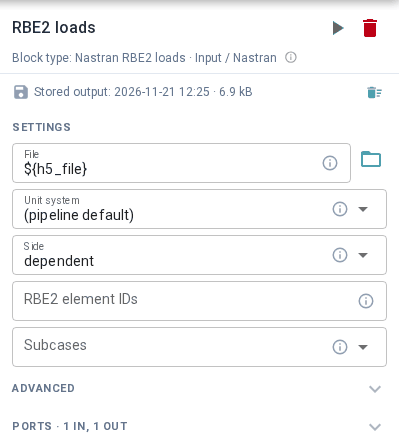 RBE2 loads
Block type: Nastran RBE2 loads · Input / Nastran
Stored output: 2026-11-21 12:25 · 6.9 kB
SETTINGS
File
${h5_file}
Unit system
(pipeline default)
Side
dependent
RBE2 element IDs
Subcases
ADVANCED
PORTS · 1 IN, 1 OUT